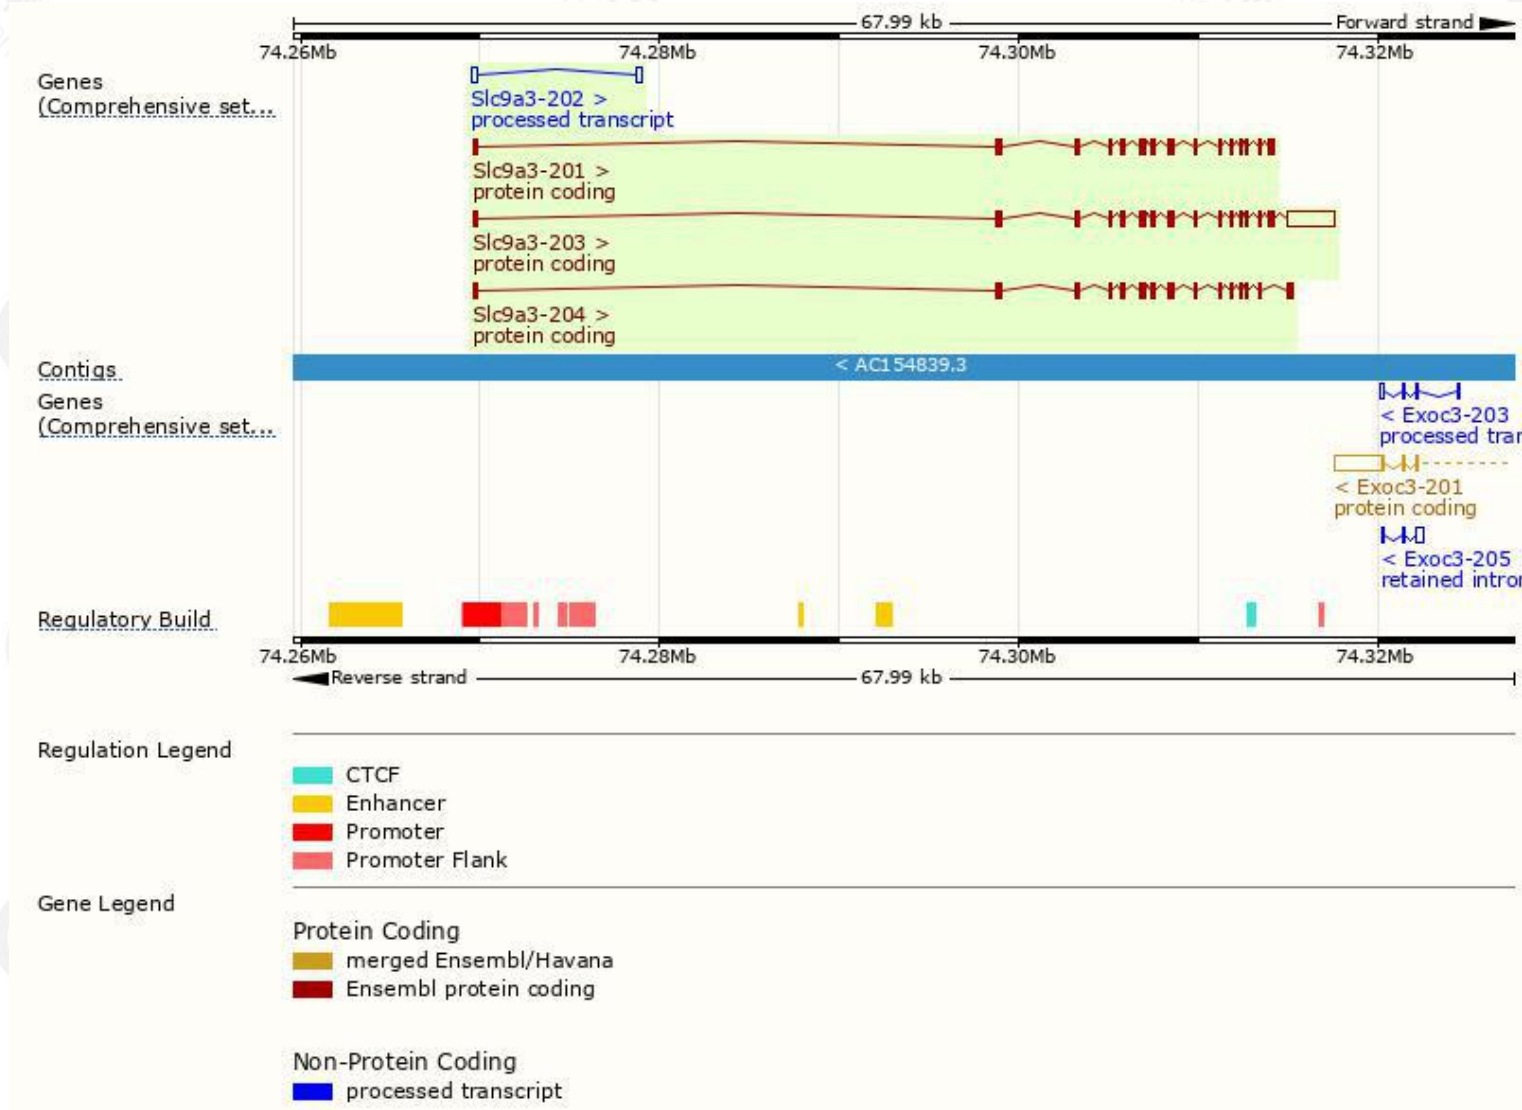 67.99 kb Forward strand
74.26Mb 74.28Mb 74.30Mb 74.32Mb
Genes
(Comprehensive set...
Slc9a3-202 >
processed transcript
Slc9a3-201 >
protein coding
Slc9a3-203 >
protein coding
Slc9a3-204 >
protein coding
Contigs
< AC154839.3
Genes
(Comprehensive set...
< Exoc3-203
processed tran
< Exoc3-201
protein coding
< Exoc3-205
retained intron
Regulatory Build
74.26Mb 74.28Mb 74.30Mb 74.32Mb
Reverse strand 67.99 kb
Regulation Legend
CTCF
Enhancer
Promoter
Promoter Flank
Gene Legend
Protein Coding
merged Ensembl/Havana
Ensembl protein coding
Non-Protein Coding
processed transcript